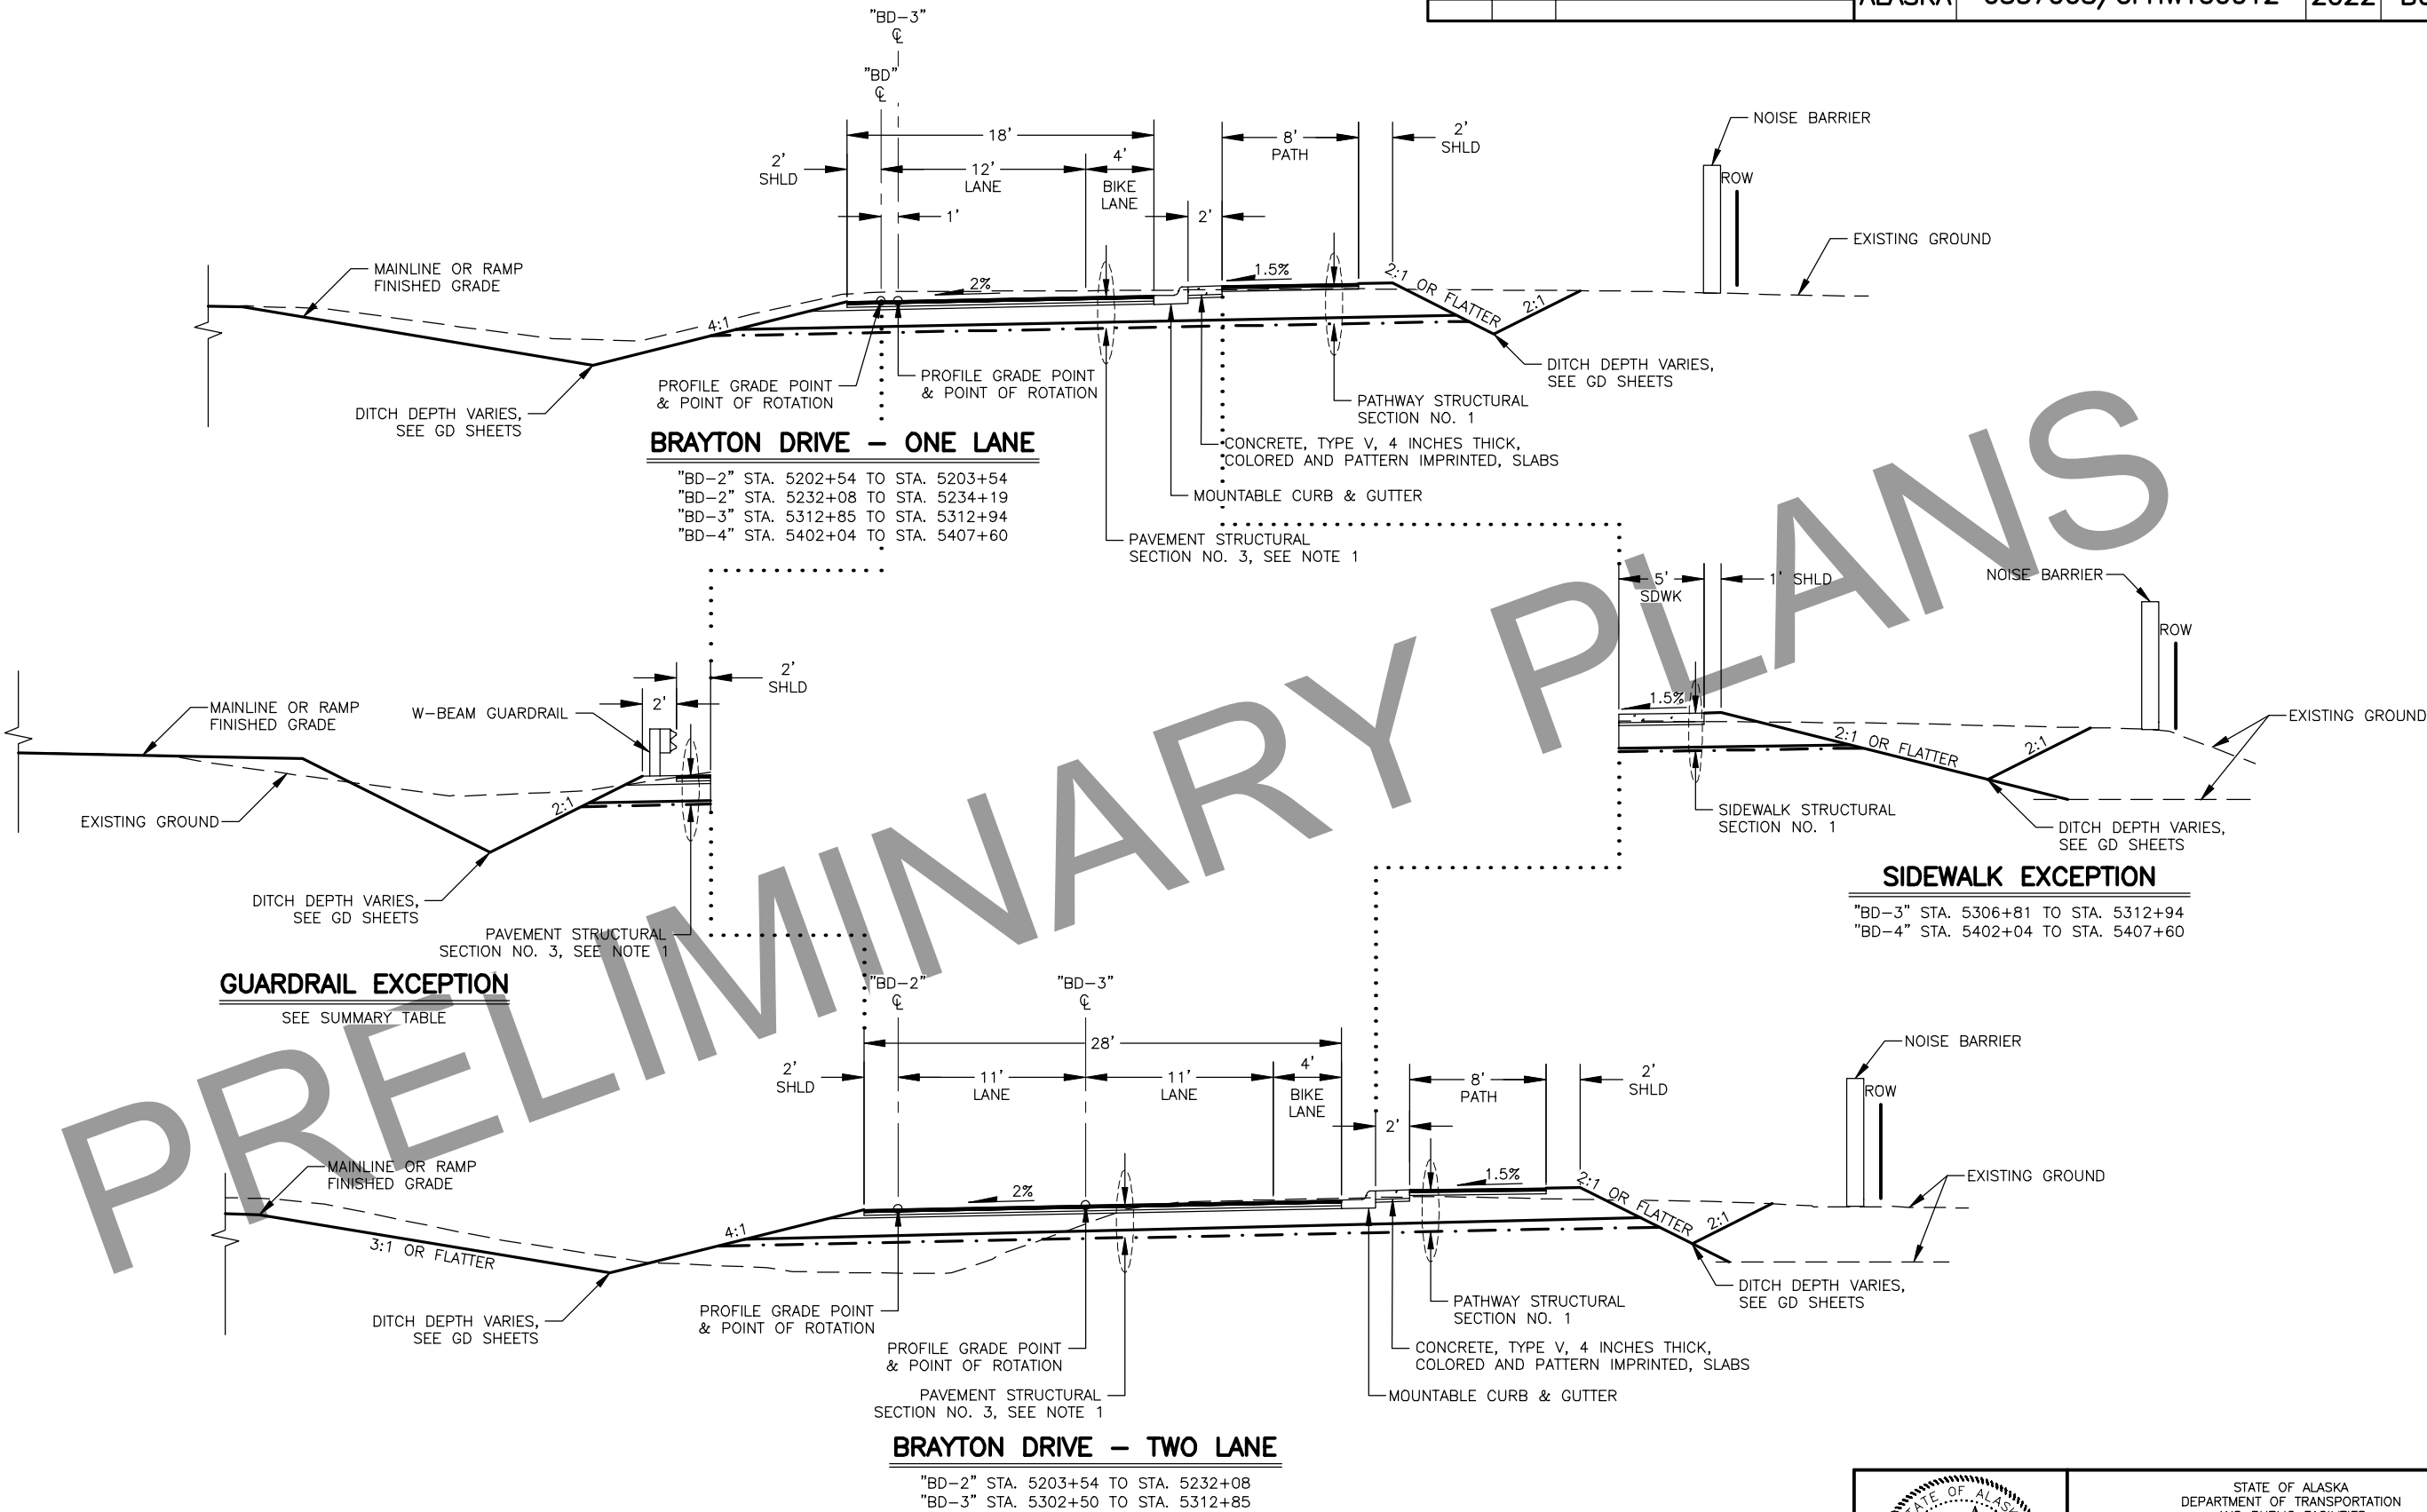 ALASKA
2022
"BD-3"
℄
"BD"
℄
18'
2'
SHLD
12'
LANE
4'
BIKE
LANE
1'
2'
8'
PATH
2'
SHLD
NOISE BARRIER
ROW
EXISTING GROUND
MAINLINE OR RAMP
FINISHED GRADE
2%
1.5%
4:1
2:1 OR FLATTER
2:1
DITCH DEPTH VARIES,
SEE GD SHEETS
PROFILE GRADE POINT
& POINT OF ROTATION
PROFILE GRADE POINT
& POINT OF ROTATION
DITCH DEPTH VARIES,
SEE GD SHEETS
PATHWAY STRUCTURAL
SECTION NO. 1
CONCRETE, TYPE V, 4 INCHES THICK,
COLORED AND PATTERN IMPRINTED, SLABS
MOUNTABLE CURB & GUTTER
PAVEMENT STRUCTURAL
SECTION NO. 3, SEE NOTE 1
BRAYTON DRIVE – ONE LANE
"BD-2" STA. 5202+54 TO STA. 5203+54
"BD-2" STA. 5232+08 TO STA. 5234+19
"BD-3" STA. 5312+85 TO STA. 5312+94
"BD-4" STA. 5402+04 TO STA. 5407+60
MAINLINE OR RAMP
FINISHED GRADE
W-BEAM GUARDRAIL
2'
2'
SHLD
EXISTING GROUND
2:1
DITCH DEPTH VARIES,
SEE GD SHEETS
PAVEMENT STRUCTURAL
SECTION NO. 3, SEE NOTE 1
GUARDRAIL EXCEPTION
SEE SUMMARY TABLE
5'
SDWK
1' SHLD
NOISE BARRIER
ROW
1.5%
2:1 OR FLATTER
2:1
EXISTING GROUND
SIDEWALK STRUCTURAL
SECTION NO. 1
DITCH DEPTH VARIES,
SEE GD SHEETS
SIDEWALK EXCEPTION
"BD-3" STA. 5306+81 TO STA. 5312+94
"BD-4" STA. 5402+04 TO STA. 5407+60
PRELIMINARY PLANS
"BD-2"
℄
"BD-3"
℄
28'
2'
SHLD
11'
LANE
11'
LANE
4'
BIKE
LANE
2'
8'
PATH
2'
SHLD
NOISE BARRIER
ROW
EXISTING GROUND
MAINLINE OR RAMP
FINISHED GRADE
3:1 OR FLATTER
4:1
2%
1.5%
2:1 OR FLATTER
2:1
DITCH DEPTH VARIES,
SEE GD SHEETS
PROFILE GRADE POINT
& POINT OF ROTATION
PROFILE GRADE POINT
& POINT OF ROTATION
PAVEMENT STRUCTURAL
SECTION NO. 3, SEE NOTE 1
DITCH DEPTH VARIES,
SEE GD SHEETS
PATHWAY STRUCTURAL
SECTION NO. 1
CONCRETE, TYPE V, 4 INCHES THICK,
COLORED AND PATTERN IMPRINTED, SLABS
MOUNTABLE CURB & GUTTER
BRAYTON DRIVE – TWO LANE
"BD-2" STA. 5203+54 TO STA. 5232+08
"BD-3" STA. 5302+50 TO STA. 5312+85
STATE OF ALASKA
STATE OF ALASKA
DEPARTMENT OF TRANSPORTATION